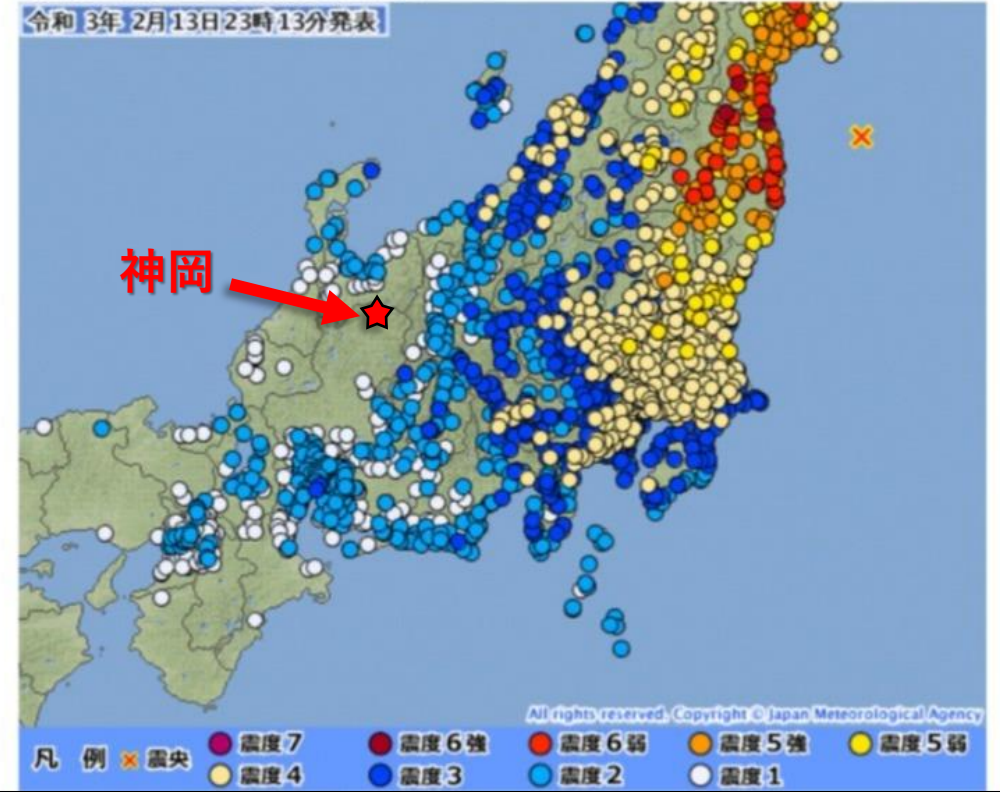 令和 3年 2月13日23時13分発表
神岡
All rights reserved. Copyright © Japan Meteorological Agency
凡 例 震央 震度7 震度6強 震度6弱 震度5強 震度5弱
震度4 震度3 震度2 震度1